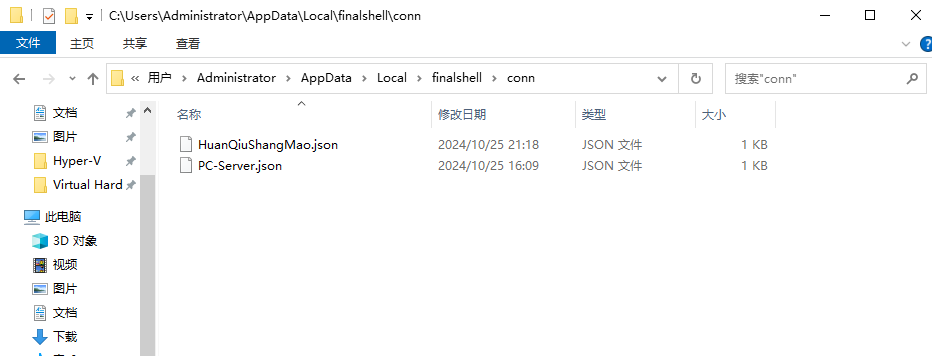 C:\Users\Administrator\AppData\Local\finalshell\conn
文件 主页 共享 查看
« 用户 > Administrator > AppData > Local > finalshell > conn 搜索"conn"
名称 修改日期 类型 大小
HuanQiuShangMao.json 2024/10/25 21:18 JSON 文件 1 KB
PC-Server.json 2024/10/25 16:09 JSON 文件 1 KB
文档
图片
Hyper-V
Virtual Hard
此电脑
3D 对象
视频
图片
文档
下载